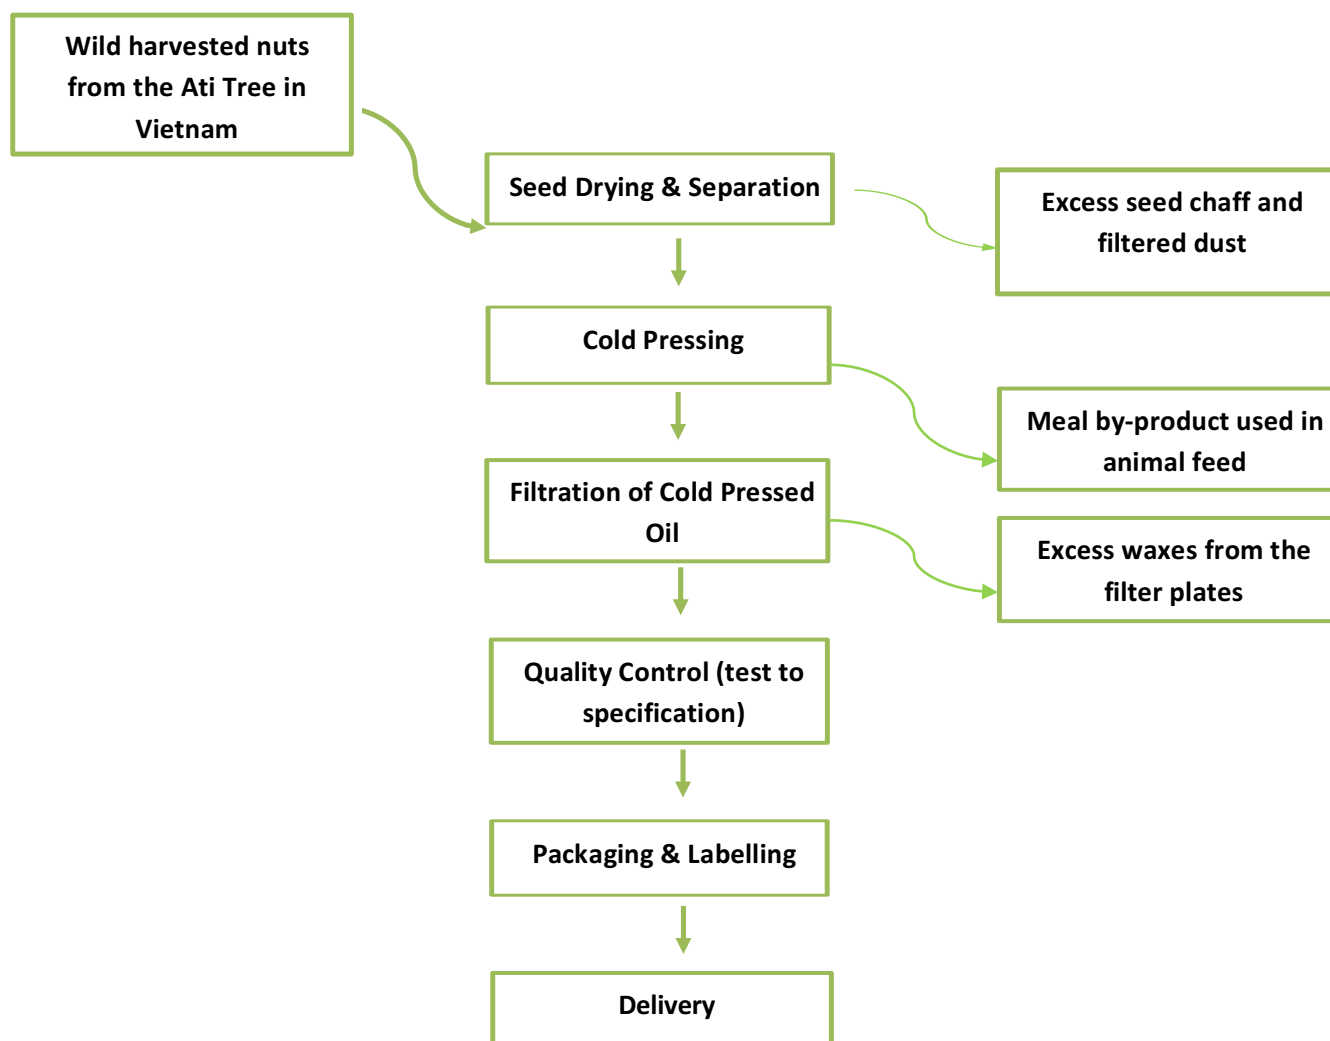 Wild harvested nuts
from the Ati Tree in
Vietnam
Seed Drying & Separation
Excess seed chaff and
filtered dust
Cold Pressing
Meal by-product used in
animal feed
Filtration of Cold Pressed
Oil
Excess waxes from the
filter plates
Quality Control (test to
specification)
Packaging & Labelling
Delivery